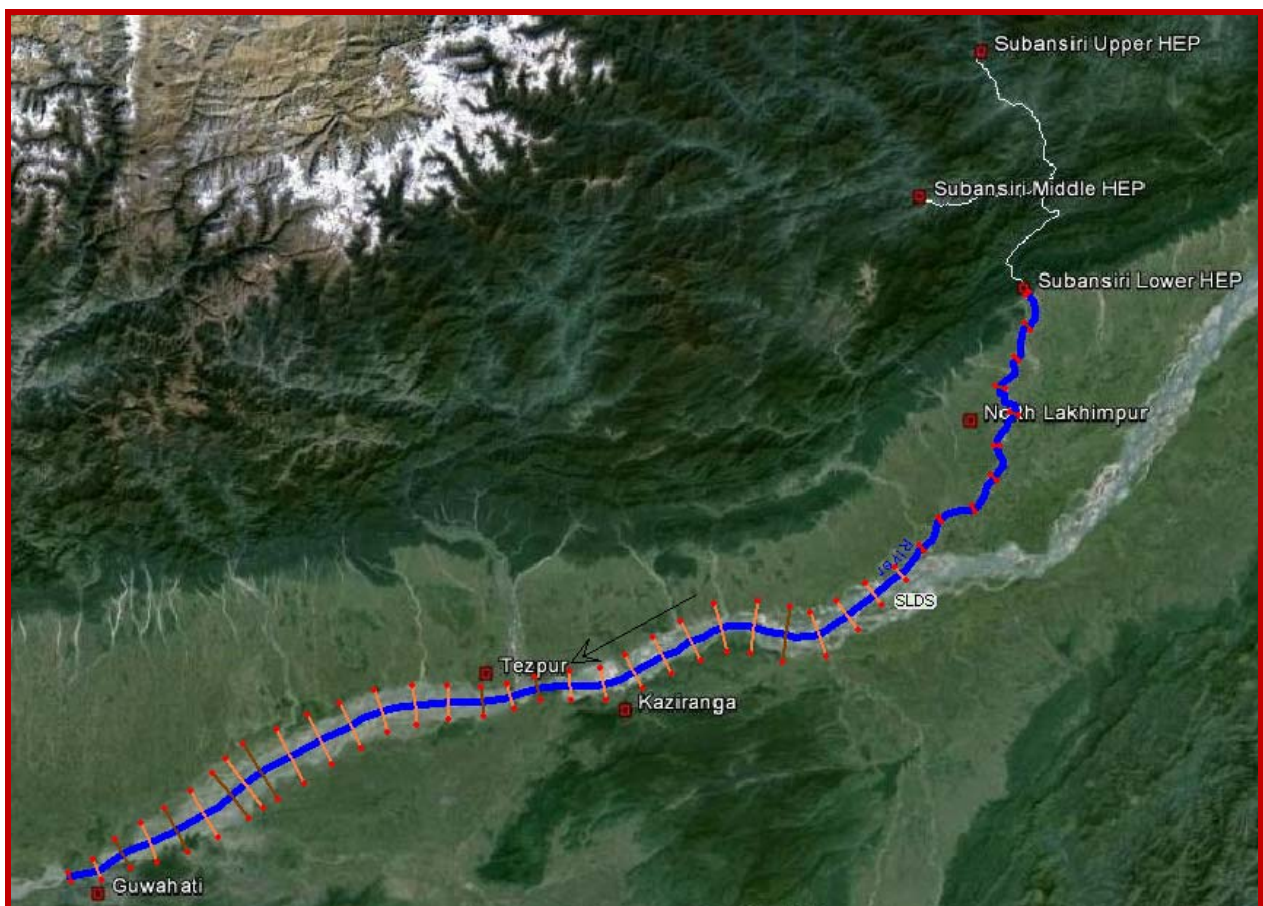 Subansiri Upper HEP
Subansiri Middle HEP
Subansiri Lower HEP
North Lakhimpur
River
SLDS
Tezpur
Kaziranga
Guwahati